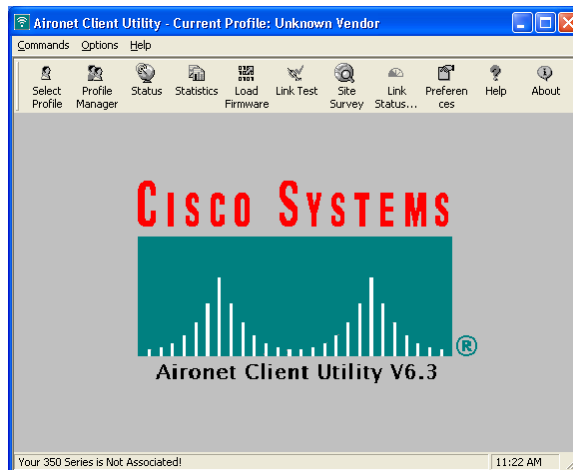 Aironet Client Utility - Current Profile: Unknown Vendor
Commands Options Help
Select Profile
Profile Manager
Status
Statistics
Load Firmware
Link Test
Site Survey
Link Status...
Preferen ces
Help
About
CISCO SYSTEMS
®
Aironet Client Utility V6.3
Your 350 Series is Not Associated! 11:22 AM